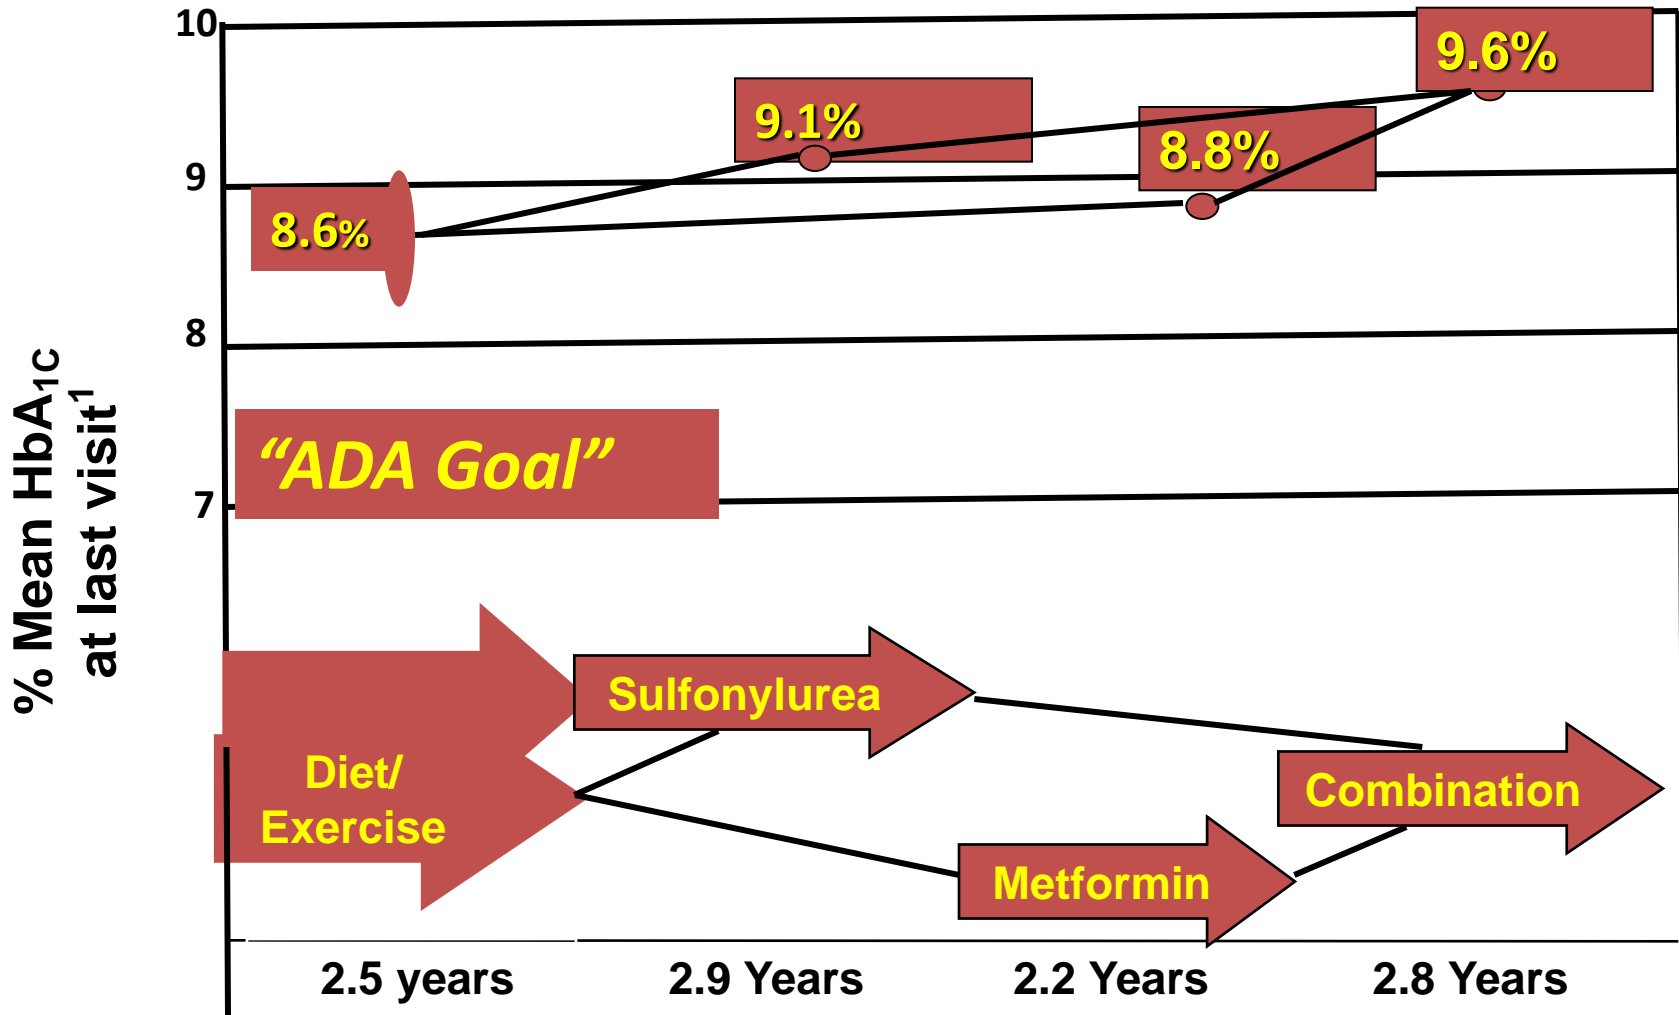 % Mean HbA1C
at last visit1
10
9
8
7
8.6%
9.1%
8.8%
9.6%
“ADA Goal”
Diet/
Exercise
Sulfonylurea
Metformin
Combination
2.5 years
2.9 Years
2.2 Years
2.8 Years